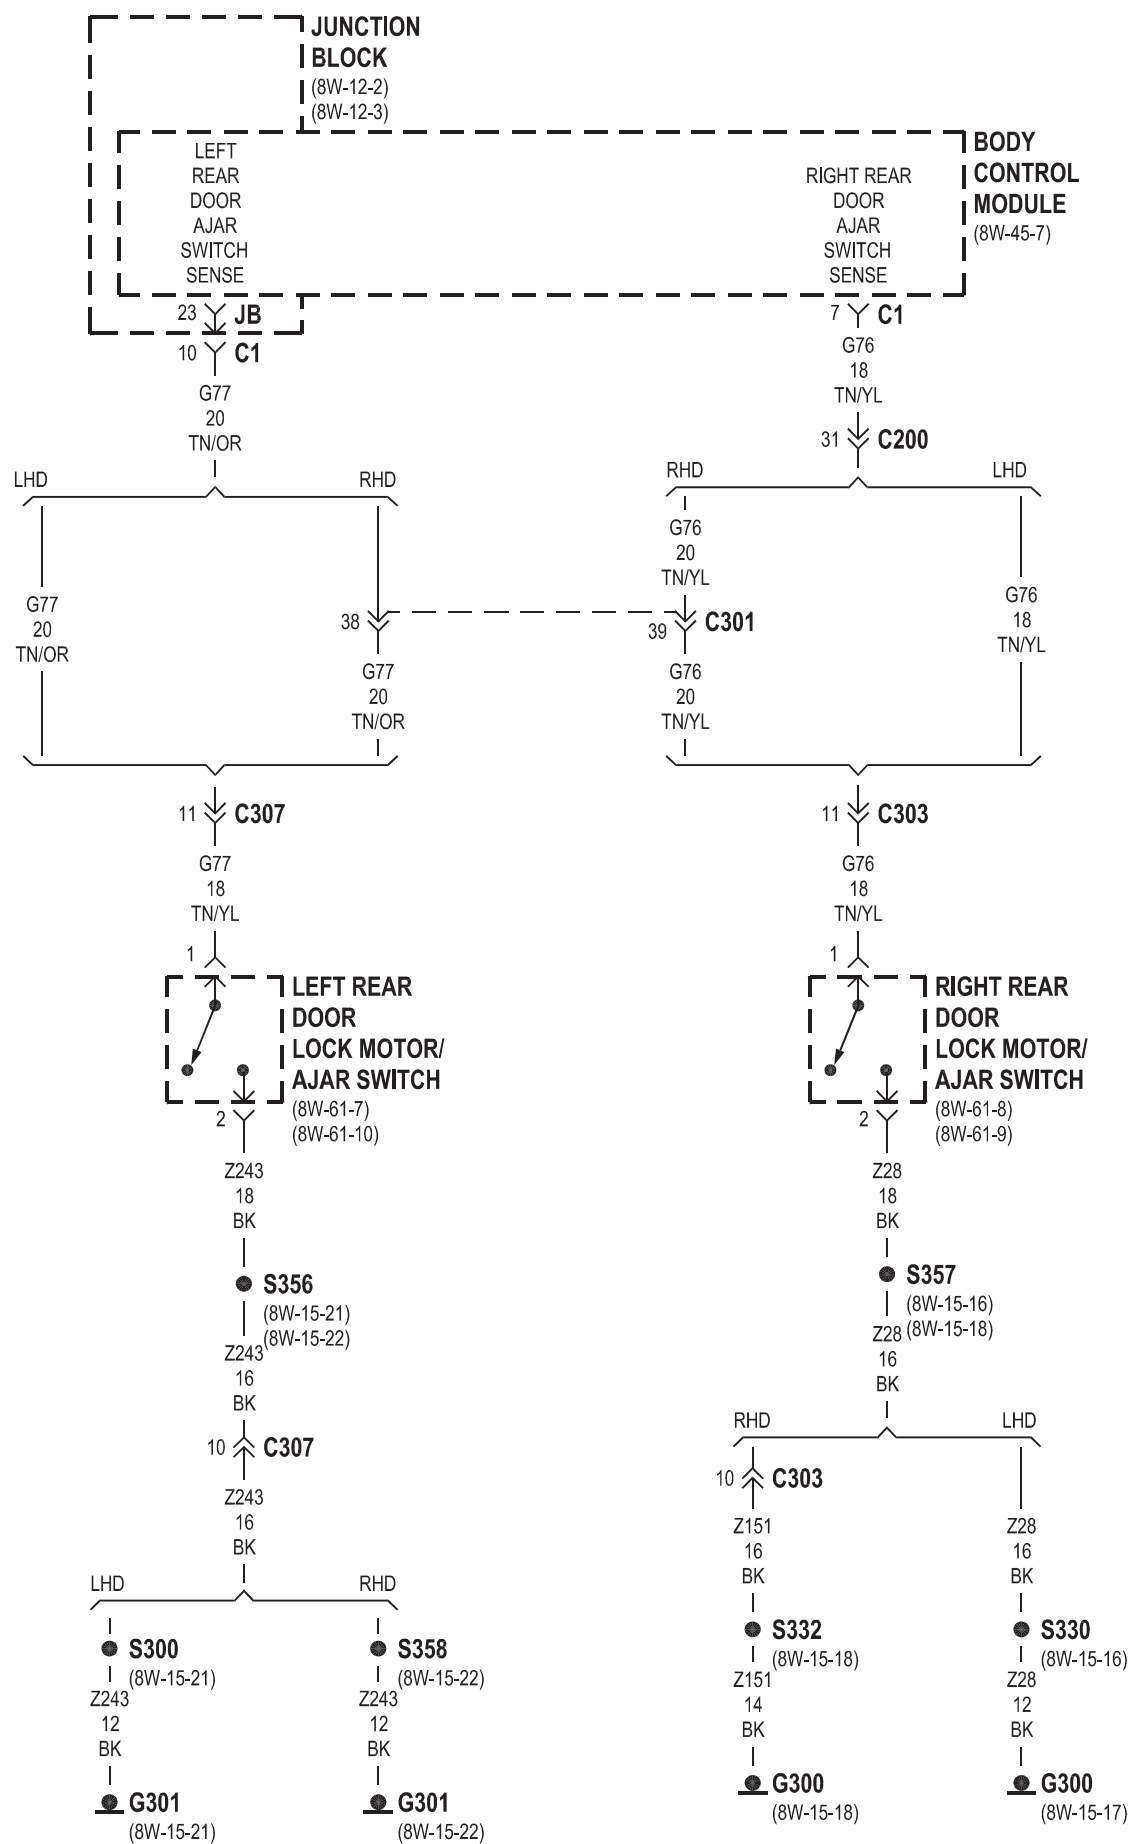 JUNCTION
BLOCK
(8W-12-2)
(8W-12-3)
LEFT
REAR
DOOR
AJAR
SWITCH
SENSE
RIGHT REAR
DOOR
AJAR
SWITCH
SENSE
BODY
CONTROL
MODULE
(8W-45-7)
23 JB
10 C1
G77
20
TN/OR
7 C1
G76
18
TN/YL
31 C200
LHD RHD
RHD LHD
G77
20
TN/OR
38
G77
20
TN/OR
G76
20
TN/YL
39 C301
G76
20
TN/YL
G76
18
TN/YL
11 C307
G77
18
TN/YL
1
LEFT REAR
DOOR
LOCK MOTOR/
AJAR SWITCH
(8W-61-7)
(8W-61-10)
2
Z243
18
BK
S356
(8W-15-21)
(8W-15-22)
Z243
16
BK
10 C307
Z243
16
BK
LHD RHD
S300
(8W-15-21)
Z243
12
BK
G301
(8W-15-21)
S358
(8W-15-22)
Z243
12
BK
G301
(8W-15-22)
11 C303
G76
18
TN/YL
1
RIGHT REAR
DOOR
LOCK MOTOR/
AJAR SWITCH
(8W-61-8)
(8W-61-9)
2
Z28
18
BK
S357
(8W-15-16)
(8W-15-18)
Z28
16
BK
RHD LHD
10 C303
Z151
16
BK
S332
(8W-15-18)
Z151
14
BK
G300
(8W-15-18)
Z28
16
BK
S330
(8W-15-16)
Z28
12
BK
G300
(8W-15-17)